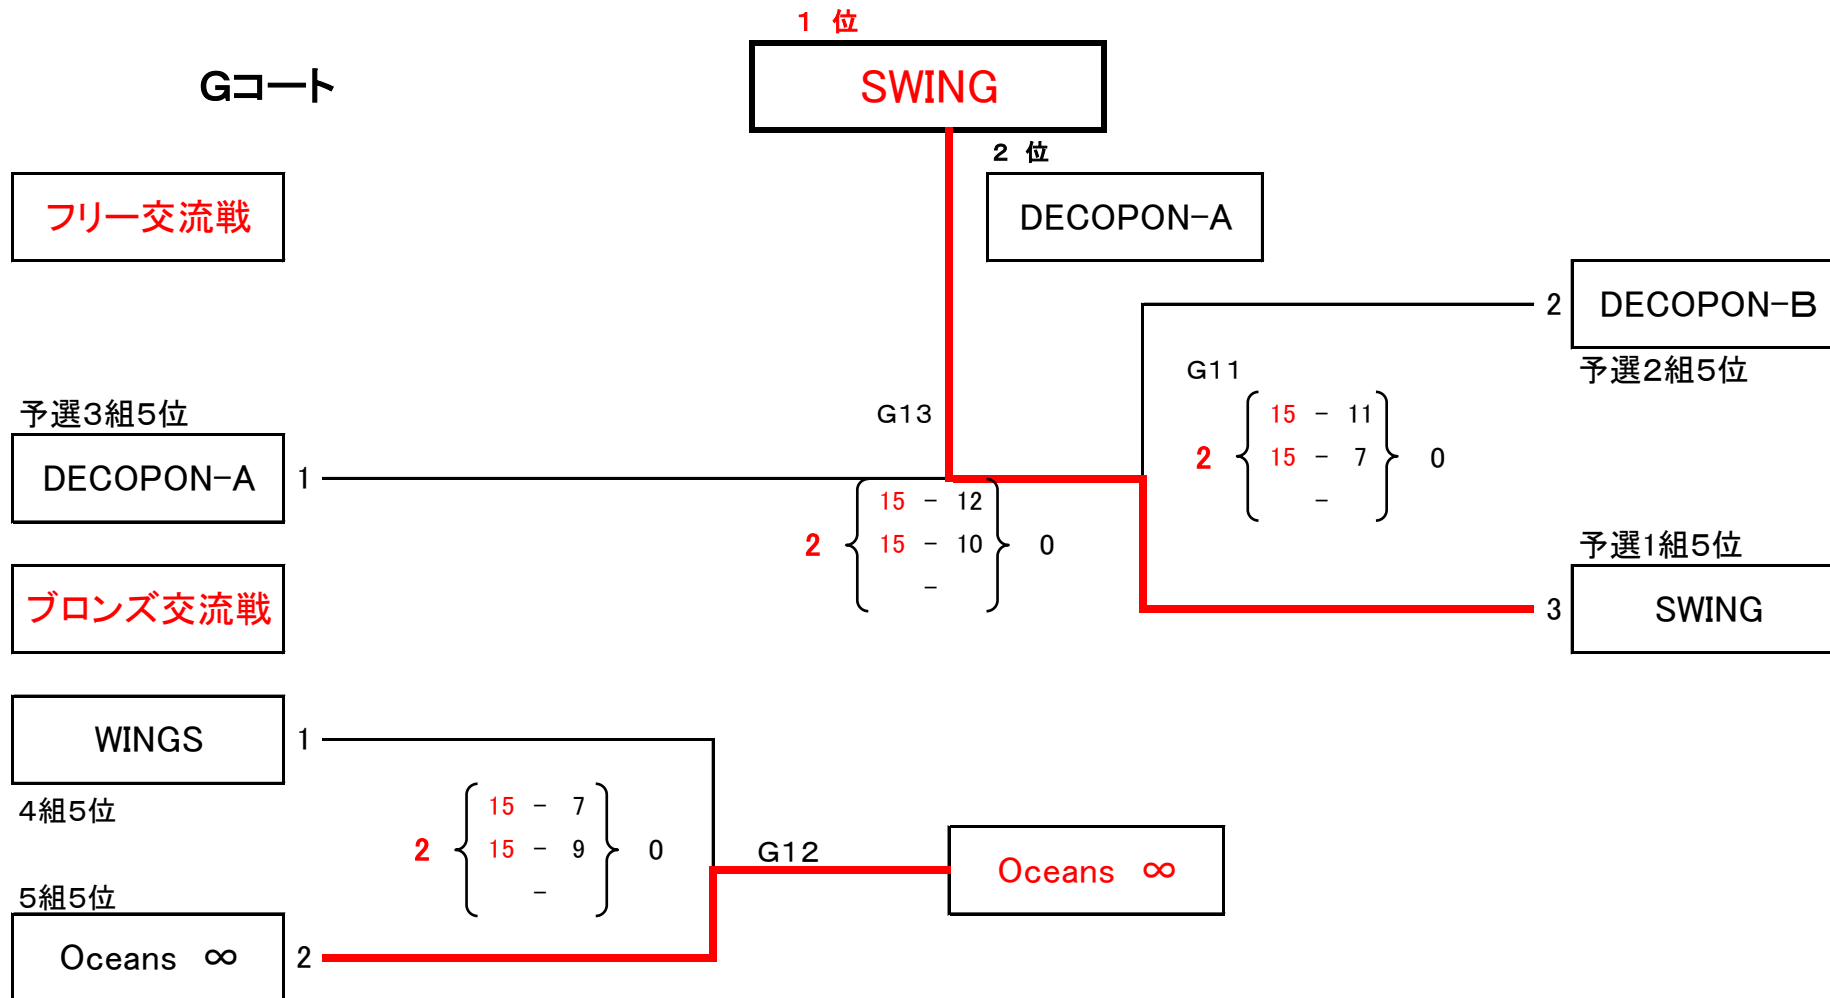 1 位
Gコート
SWING
2 位
フリー交流戦
DECOPON-A
2 DECOPON-B
予選2組5位
G11
予選3組5位
G13
15 - 11
2 15 - 7 0
-
DECOPON-A 1
15 - 12
2 15 - 10 0
-
予選1組5位
3 SWING
ブロンズ交流戦
WINGS 1
4組5位
15 - 7
2 15 - 9 0
-
G12
Oceans ∞
5組5位
Oceans ∞ 2